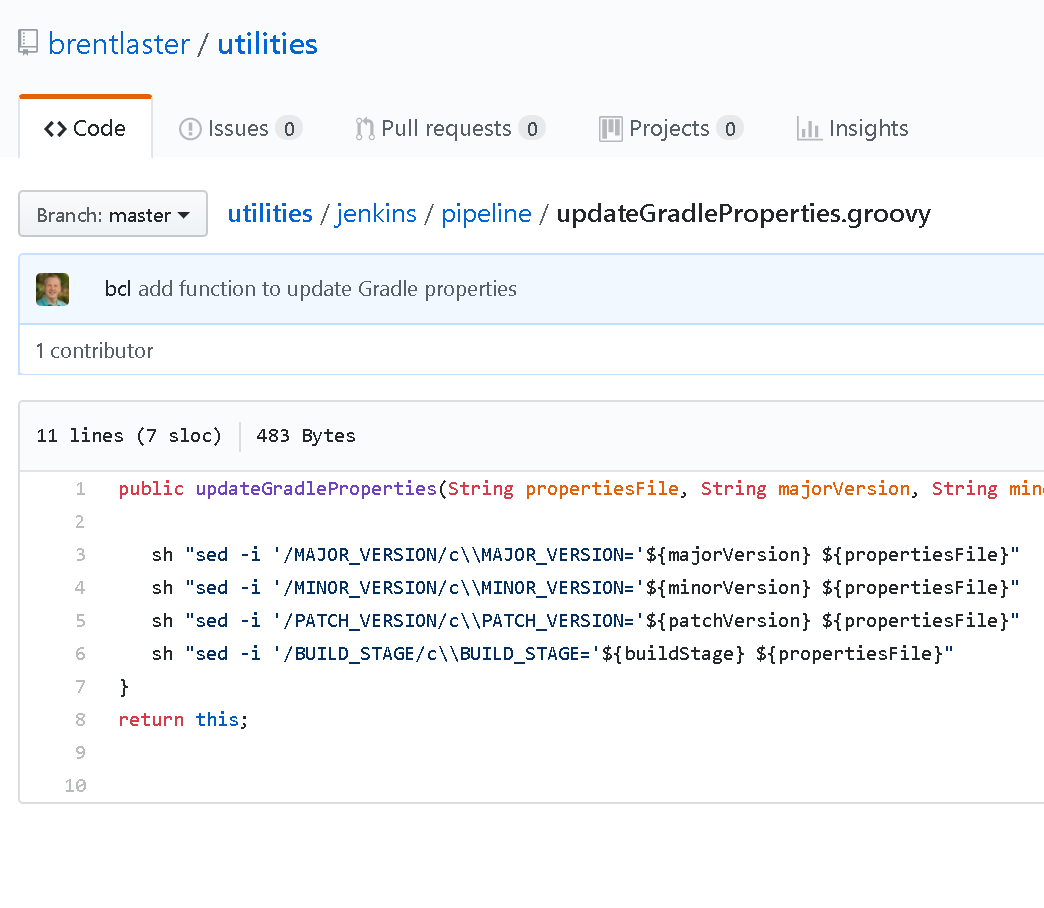 brentlaster / utilities
Code Issues 0 Pull requests 0 Projects 0 Insights
Branch: master utilities / jenkins / pipeline / updateGradleProperties.groovy
bcl add function to update Gradle properties
1 contributor
11 lines (7 sloc) 483 Bytes
1 public updateGradleProperties(String propertiesFile, String majorVersion, String
2
3 sh "sed -i '/MAJOR_VERSION/c\\MAJOR_VERSION='${majorVersion} ${propertiesFile}"
4 sh "sed -i '/MINOR_VERSION/c\\MINOR_VERSION='${minorVersion} ${propertiesFile}"
5 sh "sed -i '/PATCH_VERSION/c\\PATCH_VERSION='${patchVersion} ${propertiesFile}"
6 sh "sed -i '/BUILD_STAGE/c\\BUILD_STAGE='${buildStage} ${propertiesFile}"
7 }
8 return this;
9
10